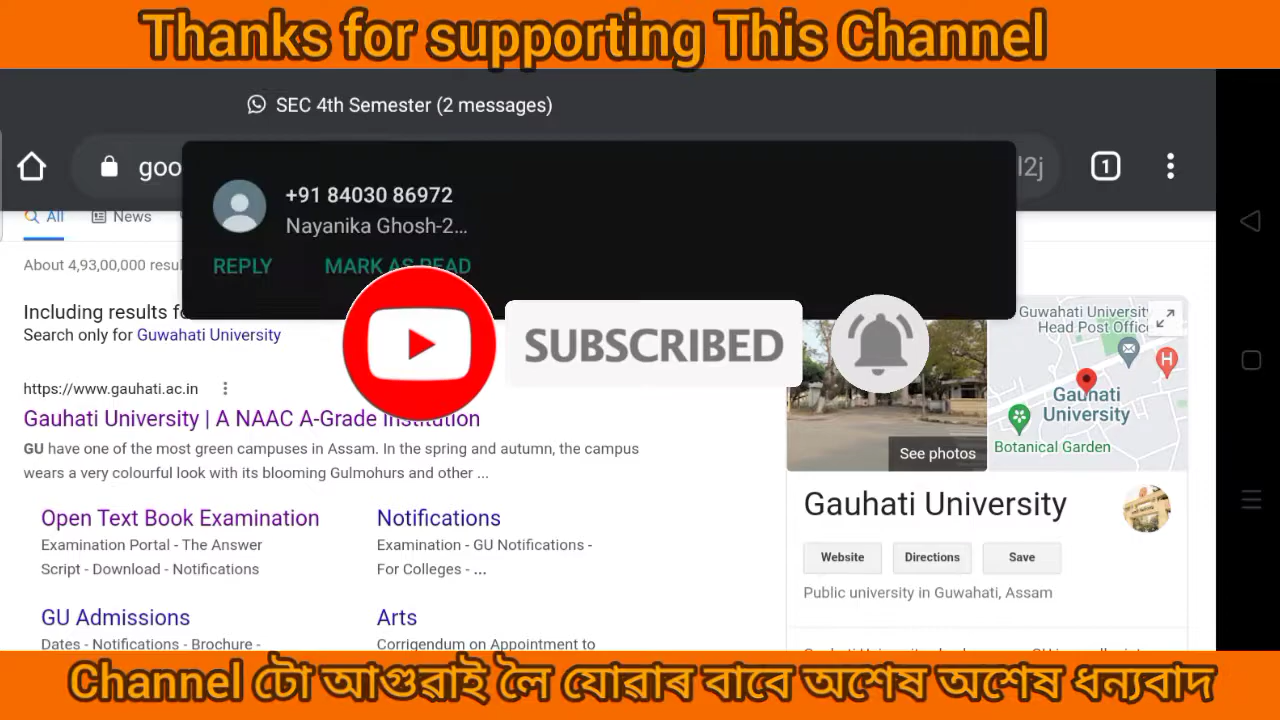 Thanks for supporting This Channel
SEC 4th Semester (2 messages)
goo
l2j
1
+91 84030 86972
Nayanika Ghosh-2...
REPLY
MARK AS READ
All
News
About 4,93,00,000 resul
Including results fo
Search only for Guwahati University
SUBSCRIBED
https://www.gauhati.ac.in
Gauhati University | A NAAC A-Grade Institution
GU have one of the most green campuses in Assam. In the spring and autumn, the campus
wears a very colourful look with its blooming Gulmohurs and other ...
Open Text Book Examination
Examination Portal - The Answer
Script - Download - Notifications
Notifications
Examination - GU Notifications -
For Colleges - ...
GU Admissions
Dates - Notifications - Brochure -
Arts
Corrigendum on Appointment to
See photos
Guwahati University
Head Post Office
H
Gauhati
University
Botanical Garden
Gauhati University
Website
Directions
Save
Public university in Guwahati, Assam
Channel টো আগুৱাই লৈ যোৱাৰ বাবে অশেষ অশেষ ধন্যবাদ